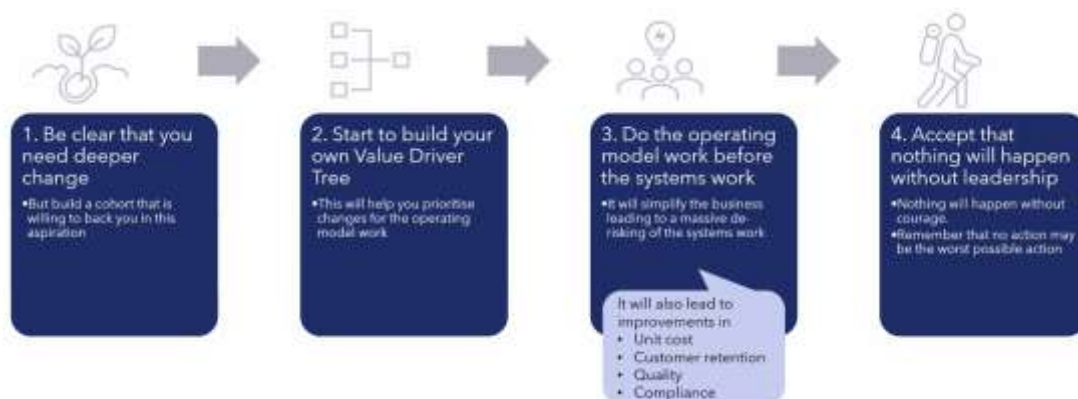 1. Be clear that you
need deeper
change
•But build a cohort that is
willing to back you in this
aspiration
2. Start to build your
own Value Driver
Tree
•This will help you prioritise
changes for the operating
model work
3. Do the operating
model work before
the systems work
•It will simplify the business
leading to a massive de-
risking of the systems work
It will also lead to
improvements in
• Unit cost
• Customer retention
• Quality
• Compliance
4. Accept that
nothing will happen
without leadership
•Nothing will happen without
courage.
•Remember that no action may
be the worst possible action